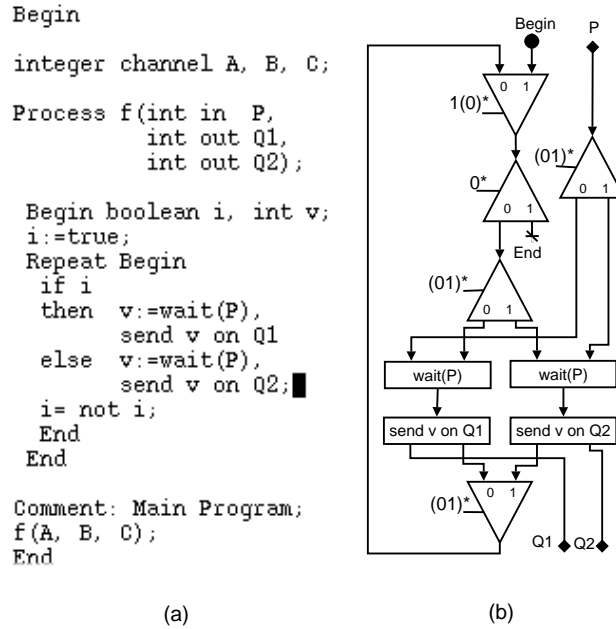 Begin
integer channel A, B, C;
Process f(int in P,
int out Q1,
int out Q2);
Begin boolean i, int v;
i:=true;
Repeat Begin
if i
then v:=wait(P),
send v on Q1
else v:=wait(P),
send v on Q2;
i= not i;
End
End
Comment: Main Program;
f(A, B, C);
End
(a)
Begin
P
0 1
1(0)*
(01)*
0 1
0*
0 1
End
(01)*
0 1
wait(P)
wait(P)
send v on Q1
send v on Q2
0 1
(01)*
Q1
Q2
(b)